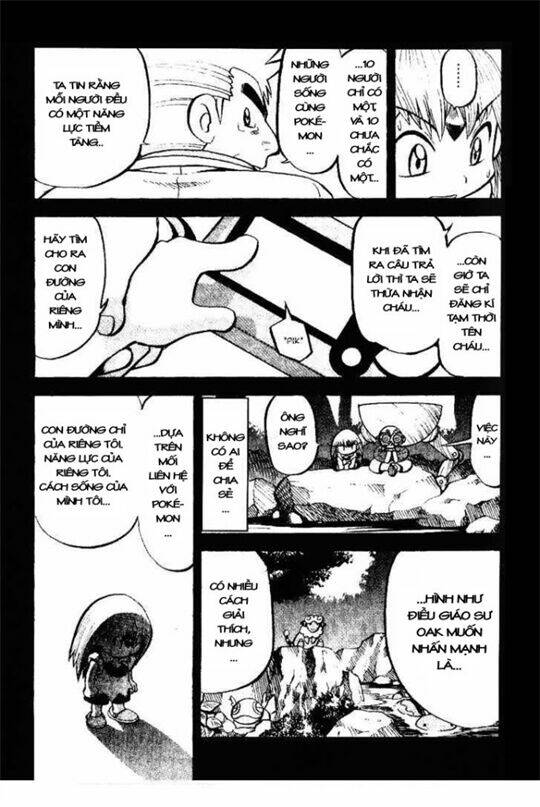 .......
...10
NGƯỜI
CHỈ CÓ
MỘT,
VÀ 10
CHƯA
CHẮC
CÓ
MỘT...
NHỮNG
NGƯỜI
SỐNG
CÙNG
POKÉ-
MON
...
TA TIN RẰNG
MỖI NGƯỜI ĐỀU
CÓ MỘT NĂNG
LỰC TIỀM
TÀNG...
...CÒN
GIỜ TA
SẼ CHỈ
ĐĂNG KÍ
TẠM THỜI
TÊN
CHÁU...
KHI ĐÃ TÌM
RA CÂU TRẢ
LỜI THÌ TA SẼ
THỪA NHẬN
CHÁU...
"PIK"
HÃY TÌM
CHO RA
CON
ĐƯỜNG
CỦA
RIÊNG
MÌNH...
VIỆC
NÀY ...
ÔNG
NGHĨ
SAO?
KHÔNG
CÓ AI
ĐỂ
CHIA
SẺ
...
...HÌNH NHƯ
ĐIỀU GIÁO SƯ
OAK MUỐN
NHẤN MẠNH
LÀ...
CÓ NHIỀU
CÁCH
GIẢI
THÍCH,
NHƯNG
...
...DỰA
TRÊN
MỐI
LIÊN HỆ
VỚI
POKÉ-
MON
...
CON ĐƯỜNG CHỈ
CỦA RIÊNG TÔI.
NĂNG LỰC CỦA
RIÊNG TÔI.
CÁCH SỐNG CỦA
MÌNH TÔI...